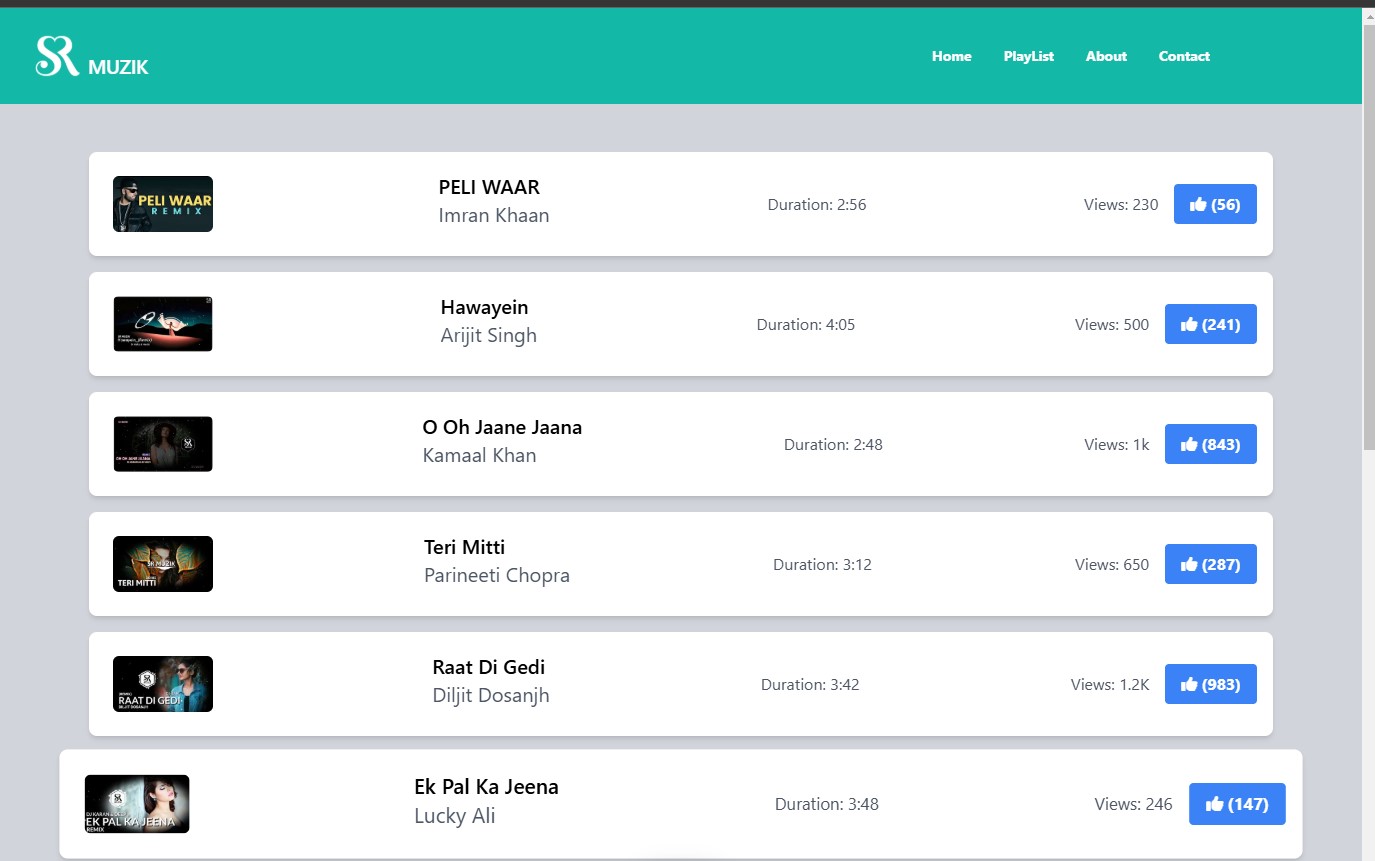 SR MUZIK
Home PlayList About Contact
PELI WAAR
REMIX
PELI WAAR
Imran Khaan
Duration: 2:56
Views: 230
(56)
Hawayein
Arijit Singh
Duration: 4:05
Views: 500
(241)
SR
O Oh Jaane Jaana
Kamaal Khan
Duration: 2:48
Views: 1k
(843)
SR MUZIK
TERI MITTI
Teri Mitti
Parineeti Chopra
Duration: 3:12
Views: 650
(287)
RAAT DI GEDI
DILJIT DOSANJH
Raat Di Gedi
Diljit Dosanjh
Duration: 3:42
Views: 1.2K
(983)
SR
EK PAL KA JEENA
REMIX
Ek Pal Ka Jeena
Lucky Ali
Duration: 3:48
Views: 246
(147)